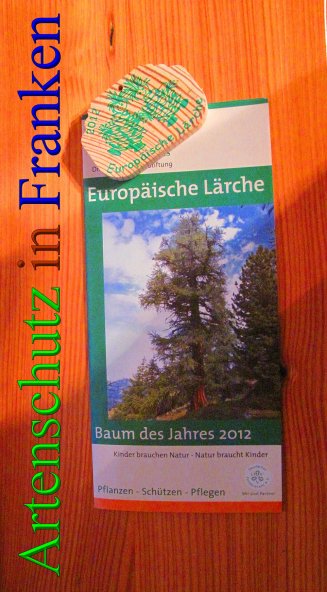 Artenschutz in Franken
2012
Europäische Lärche
Europäische Lärche
Baum des Jahres 2012
Kinder brauchen Natur - Natur braucht Kinder
Pflanzen - Schützen - Pflegen